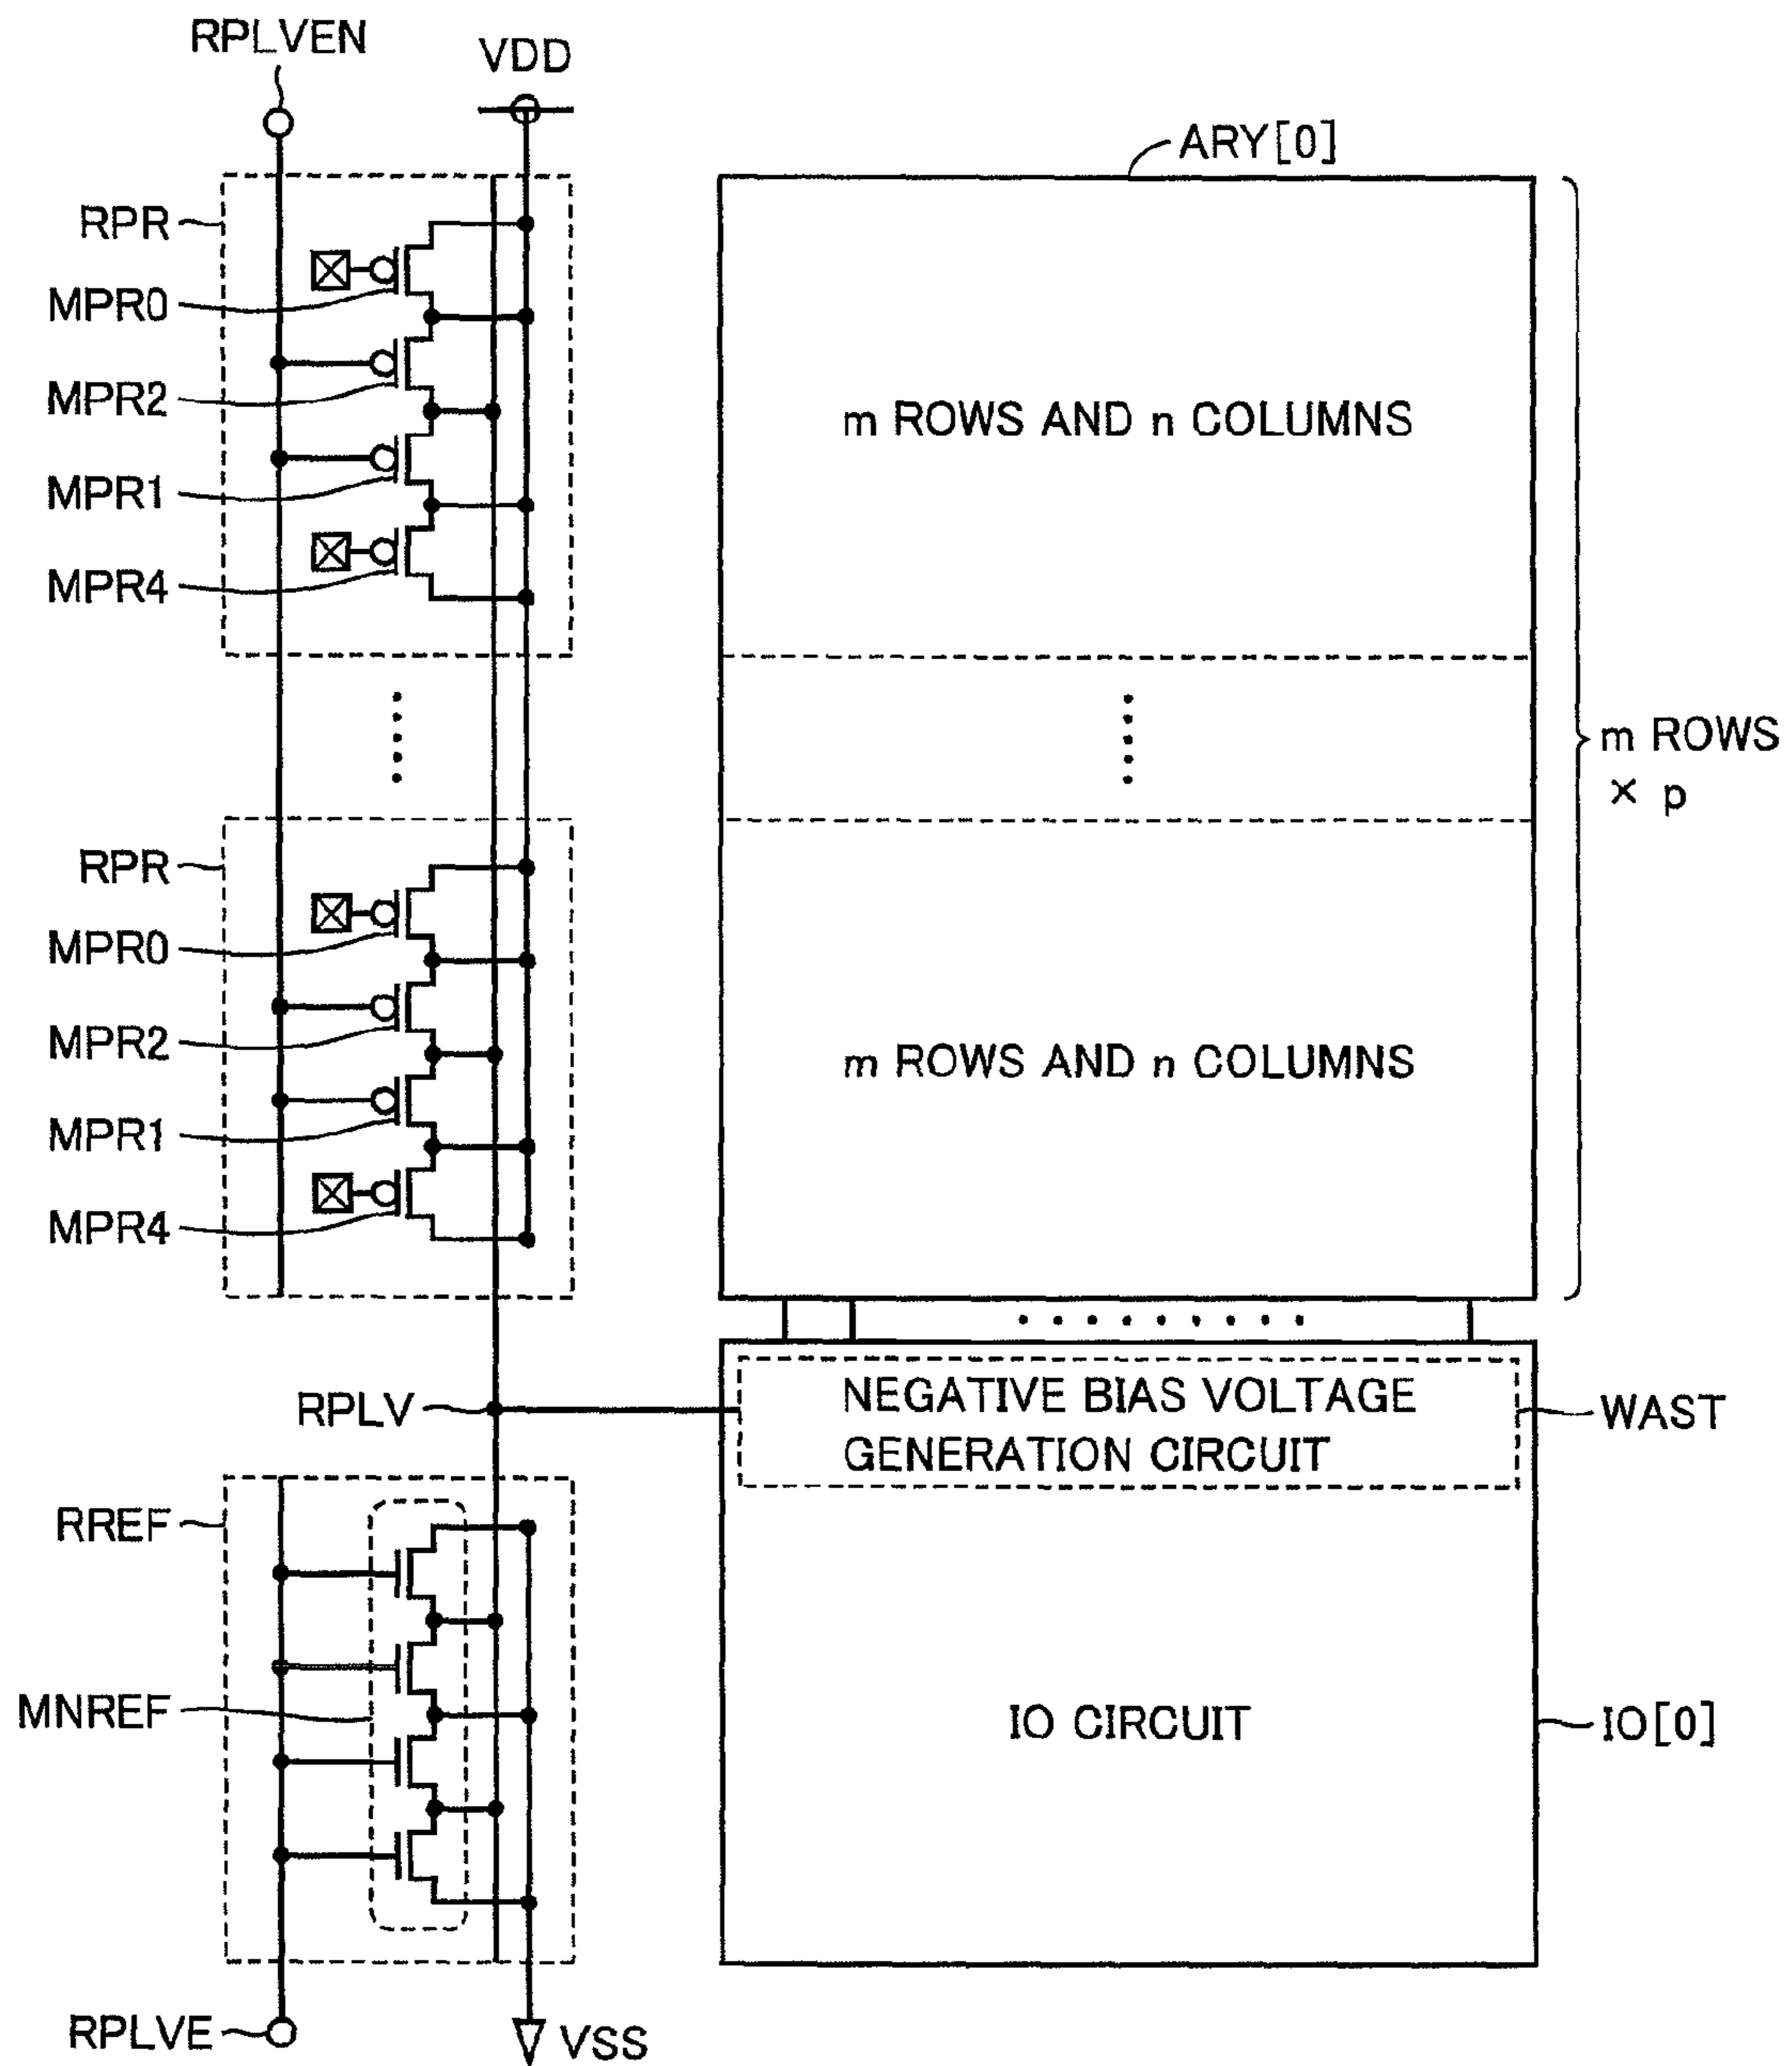 RPLVEN
VDD
ARY[0]
RPR
MPR0
MPR2
MPR1
MPR4
m ROWS AND n COLUMNS
m ROWS
× p
RPR
MPR0
MPR2
MPR1
MPR4
m ROWS AND n COLUMNS
RPLV
NEGATIVE BIAS VOLTAGE
GENERATION CIRCUIT
WAST
RREF
MNREF
IO CIRCUIT
IO[0]
RPLVE
VSS